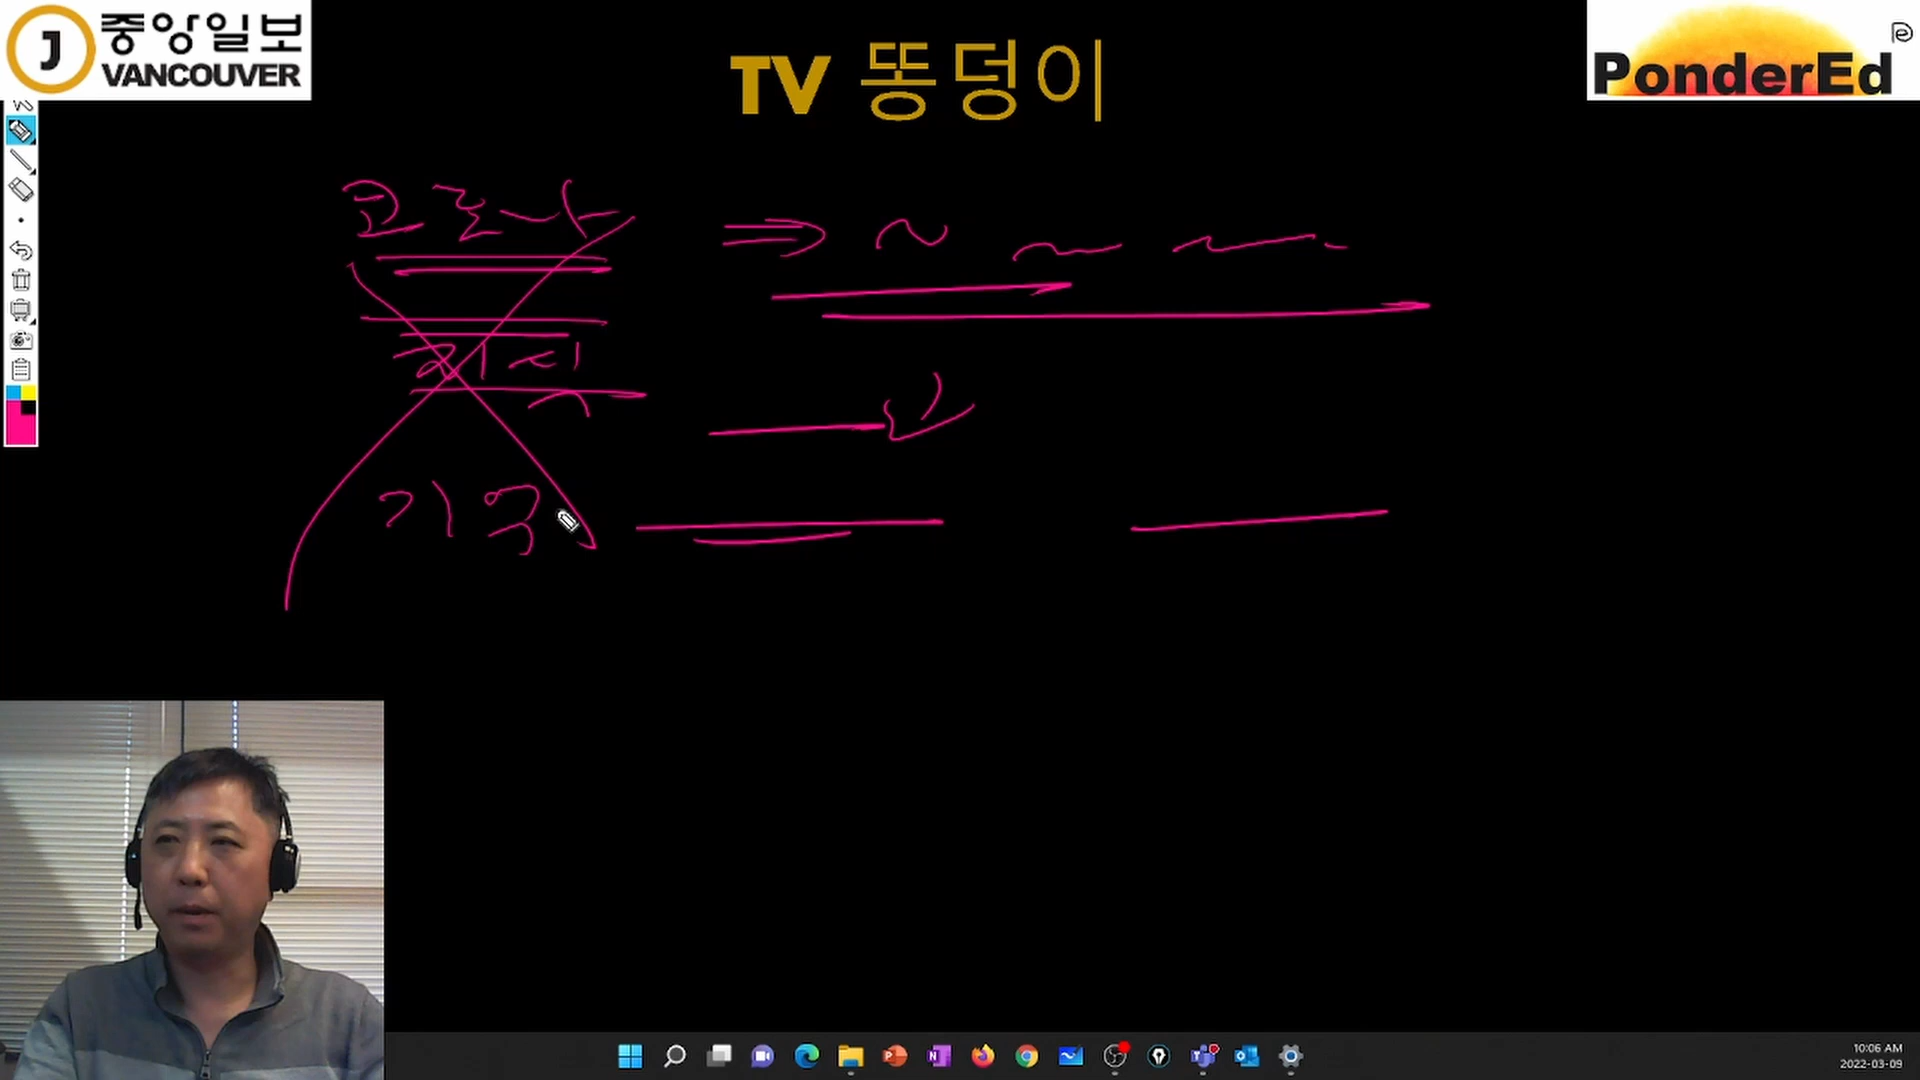 중앙일보
VANCOUVER
TV 똥덩이
PonderEd
코로나
지식
기억
10:06 AM
2022-03-09